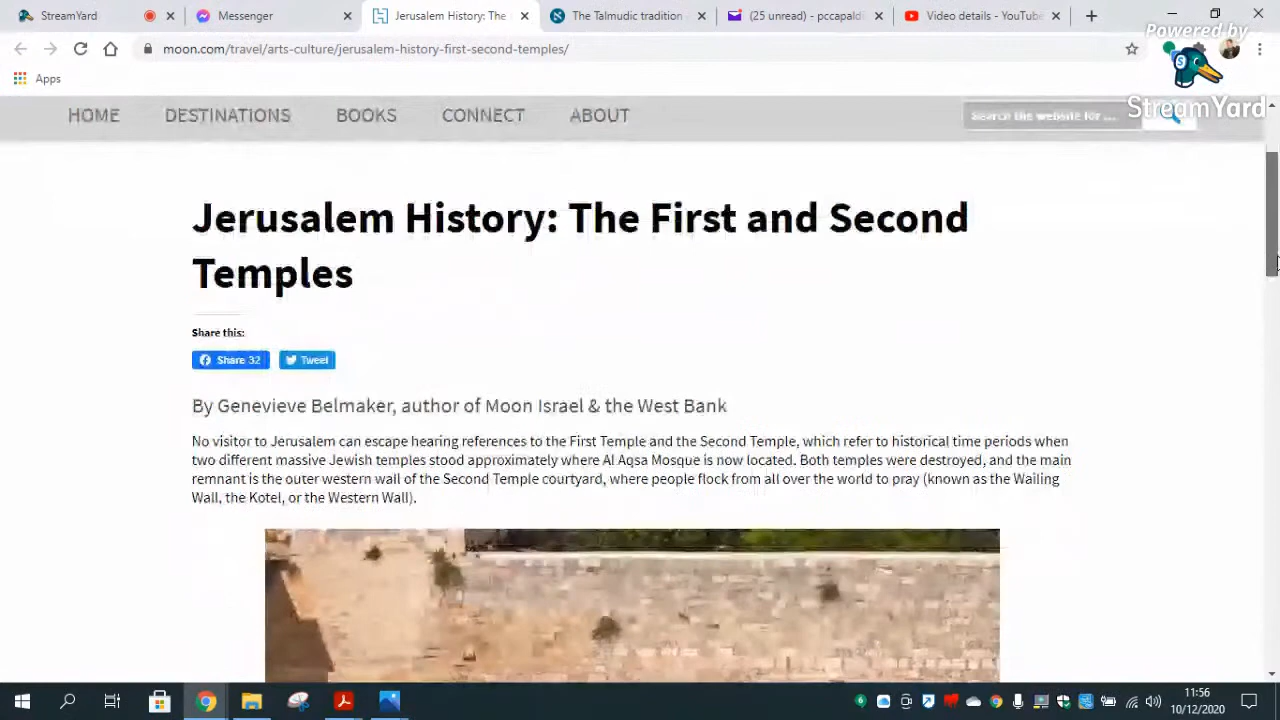 StreamYard
Messenger
Jerusalem History: The
The Talmudic tradition
(25 unread) - pccapaldi
Video details - YouTube
moon.com/travel/arts-culture/jerusalem-history-first-second-temples/
Powered by
StreamYard
Apps
HOME
DESTINATIONS
BOOKS
CONNECT
ABOUT
Search the website for ...
Jerusalem History: The First and Second
Temples
Share this:
Share 32
Tweet
By Genevieve Belmaker, author of Moon Israel & the West Bank
No visitor to Jerusalem can escape hearing references to the First Temple and the Second Temple, which refer to historical time periods when
two different massive Jewish temples stood approximately where Al Aqsa Mosque is now located. Both temples were destroyed, and the main
remnant is the outer western wall of the Second Temple courtyard, where people flock from all over the world to pray (known as the Wailing
Wall, the Kotel, or the Western Wall).
11:56
10/12/2020